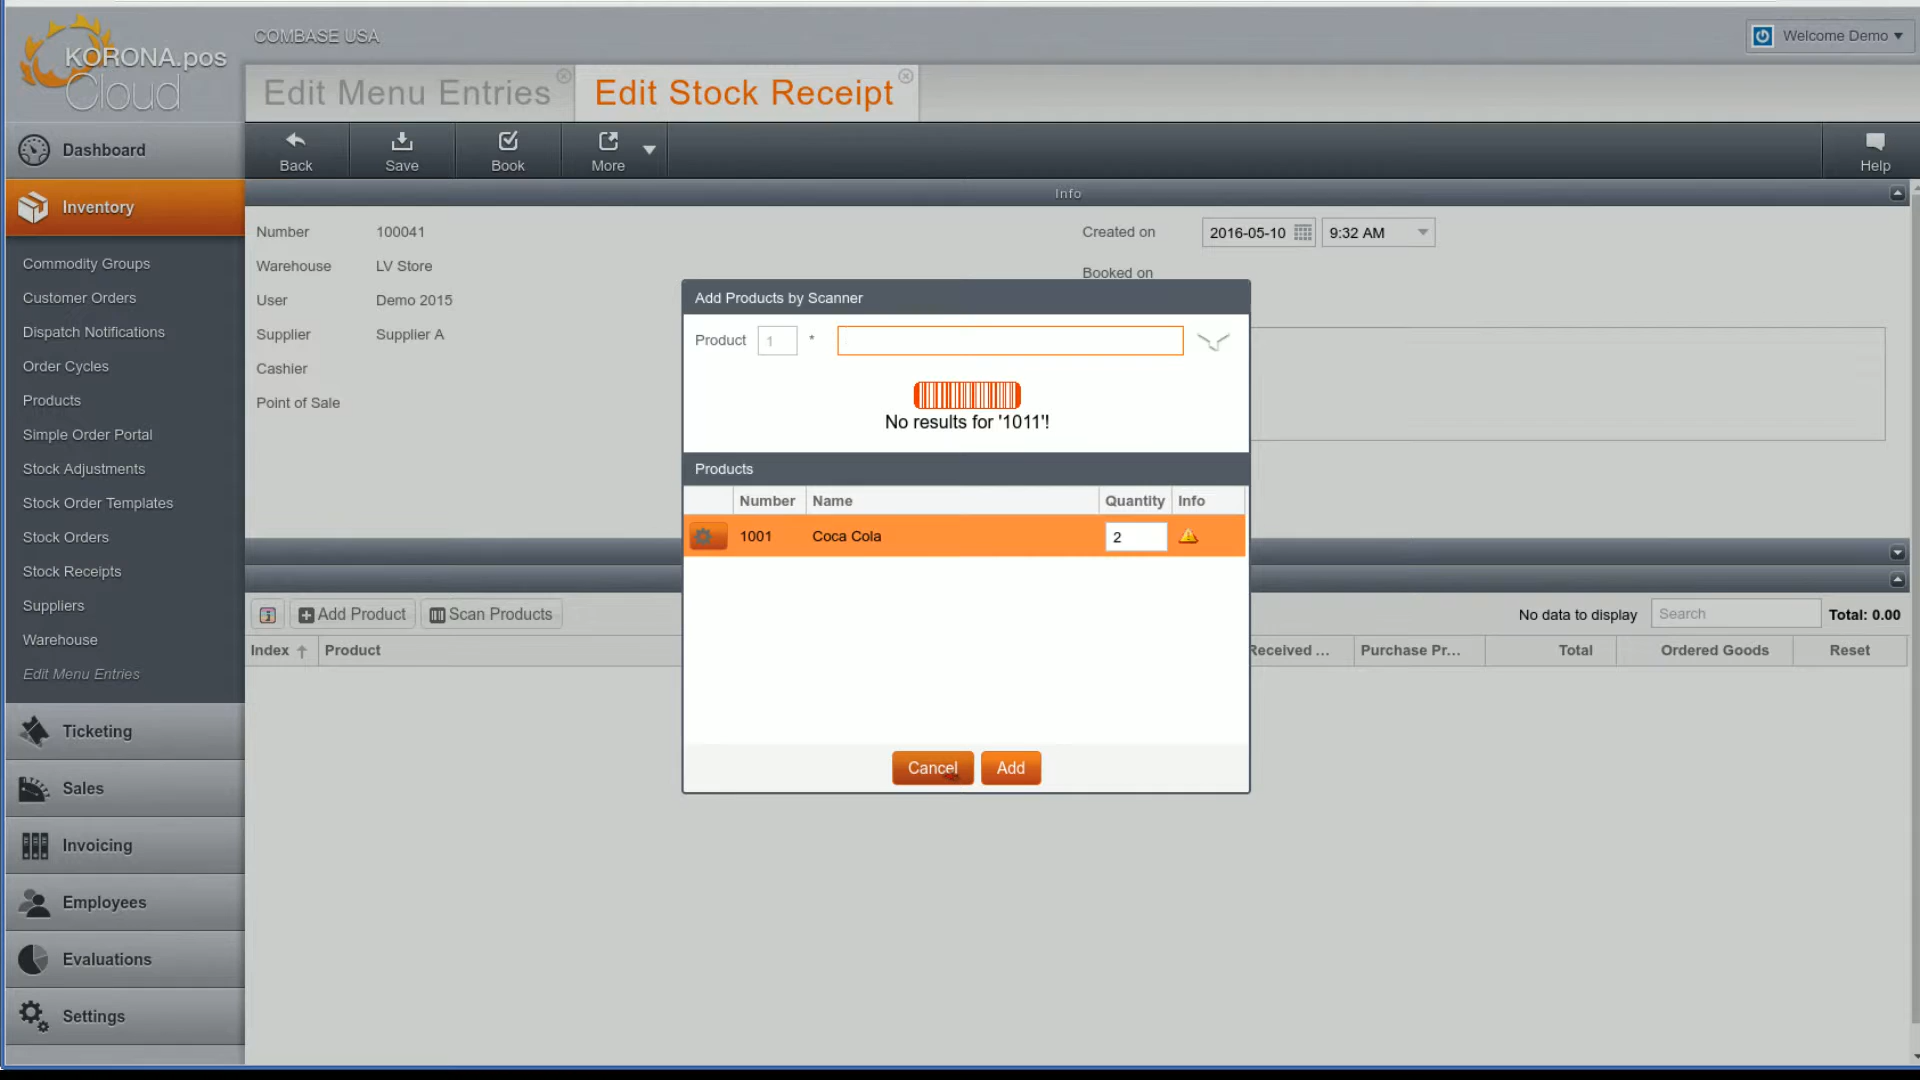 KORONA.pos
Cloud
COMBASE USA
Welcome Demo
Edit Menu Entries
Edit Stock Receipt
Dashboard
Back
Save
Book
More
Help
Inventory
Info
Number 100041
Created on 2016-05-10 9:32 AM
Warehouse LV Store
Booked on
User Demo 2015
Supplier Supplier A
Cashier
Point of Sale
Commodity Groups
Customer Orders
Dispatch Notifications
Order Cycles
Products
Simple Order Portal
Stock Adjustments
Stock Order Templates
Stock Orders
Stock Receipts
Suppliers
Warehouse
Edit Menu Entries
Ticketing
Sales
Invoicing
Employees
Evaluations
Settings
Add Products by Scanner
Product 1 *
No results for '1011'!
Products
Number Name Quantity Info
1001 Coca Cola 2
Cancel Add
Add Product Scan Products
No data to display Search Total: 0.00
Index Product Received ... Purchase Pr... Total Ordered Goods Reset